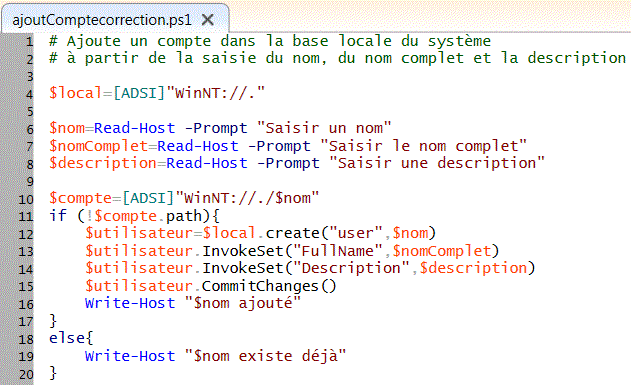 ajoutComptecorrection.ps1
1 # Ajoute un compte dans la base locale du système
2 # à partir de la saisie du nom, du nom complet et la description
3
4 $local=[ADSI]"WinNT://."
5
6 $nom=Read-Host -Prompt "Saisir un nom"
7 $nomComplet=Read-Host -Prompt "Saisir le nom complet"
8 $description=Read-Host -Prompt "Saisir une description"
9
10 $compte=[ADSI]"WinNT://./$nom"
11 if (!$compte.path){
12 $utilisateur=$local.create("user",$nom)
13 $utilisateur.InvokeSet("FullName",$nomComplet)
14 $utilisateur.InvokeSet("Description",$description)
15 $utilisateur.CommitChanges()
16 Write-Host "$nom ajouté"
17 }
18 else{
19 Write-Host "$nom existe déjà"
20 }